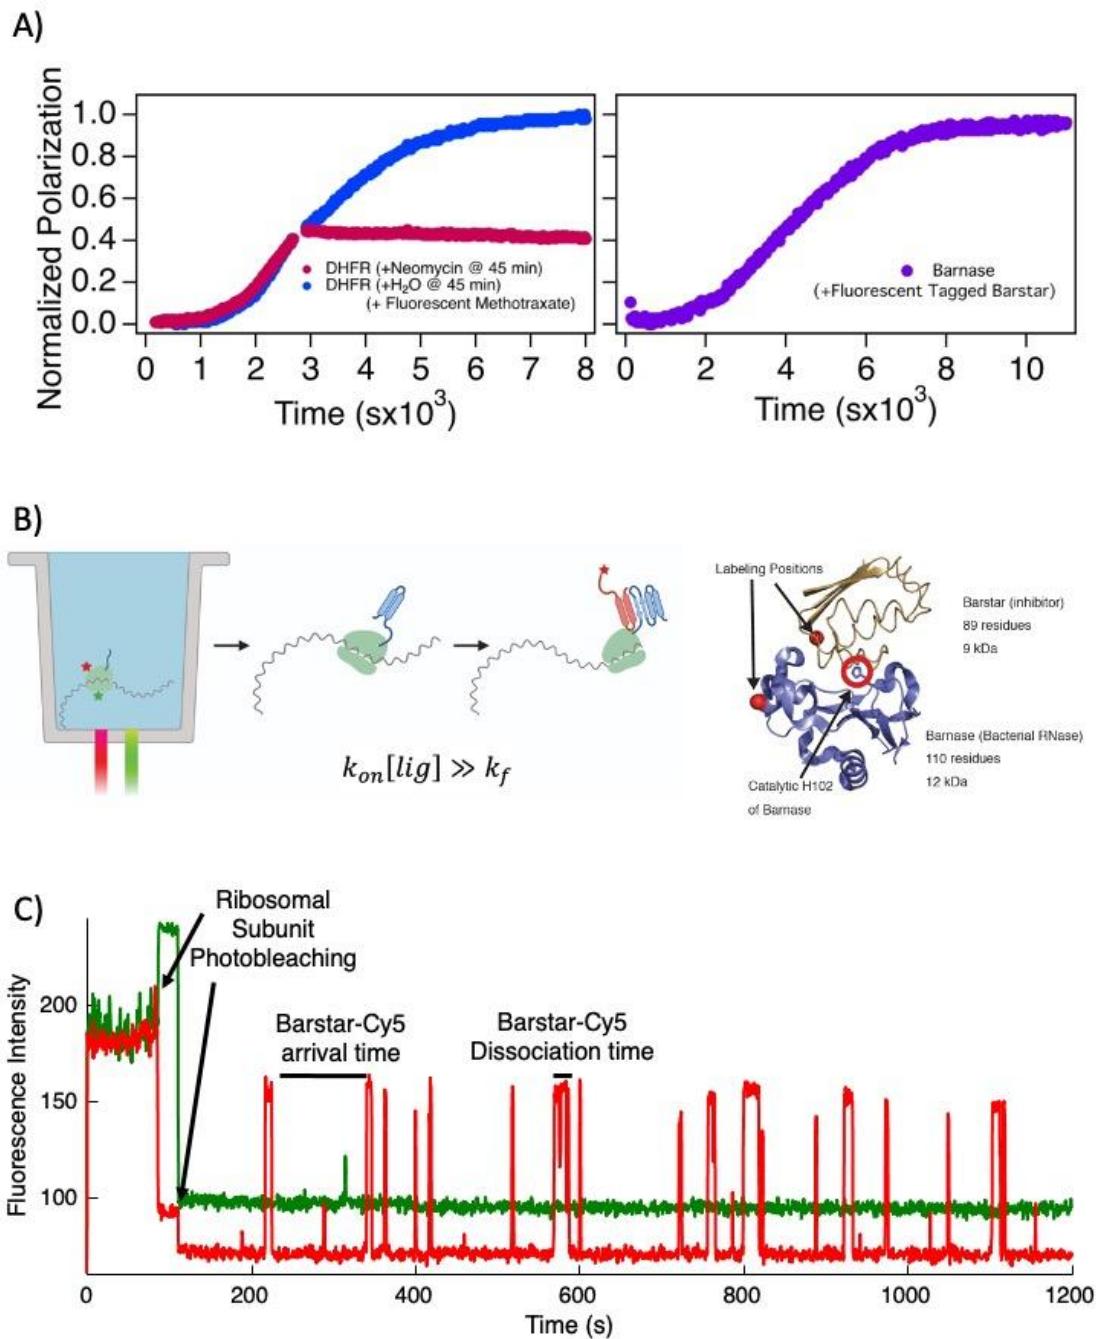 A)
Normalized Polarization
1.0
0.8
0.6
0.4
0.2
0.0
DHFR (+Neomycin @ 45 min)
DHFR (+H2O @ 45 min)
(+ Fluorescent Methotraxate)
0 1 2 3 4 5 6 7 8
Time (sx10³)
Barnase
(+Fluorescent Tagged Barstar)
0 2 4 6 8 10
Time (sx10³)
B)
k_on[lig] ≫ k_f
Labeling Positions
Barstar (inhibitor)
89 residues
9 kDa
Barnase (Bacterial RNase)
110 residues
12 kDa
Catalytic H102
of Barnase
C)
Ribosomal
Subunit
Photobleaching
Barstar-Cy5
arrival time
Barstar-Cy5
Dissociation time
Fluorescence Intensity
200
150
100
0 200 400 600 800 1000 1200
Time (s)